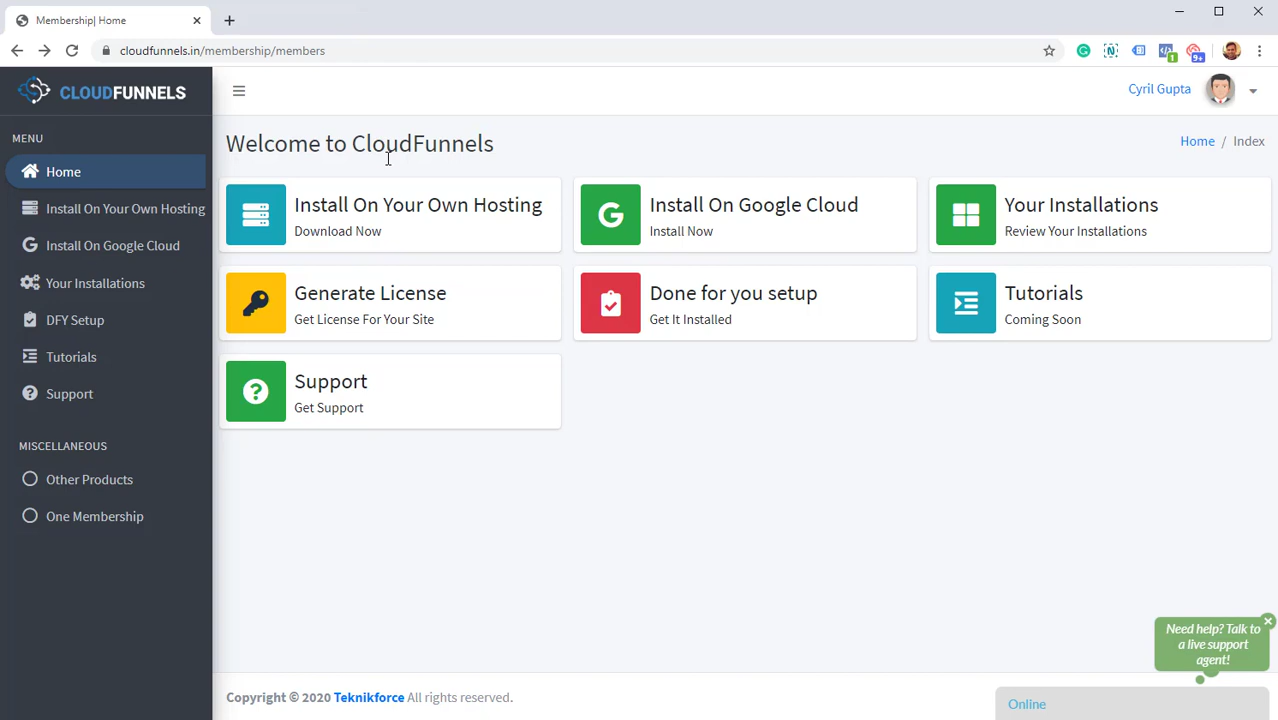 Membership| Home
cloudfunnels.in/membership/members
1
9+
CLOUDFUNNELS
Cyril Gupta
MENU
Welcome to CloudFunnels
Home / Index
Home
Install On Your Own Hosting
Install On Google Cloud
Your Installations
DFY Setup
Tutorials
Support
MISCELLANEOUS
Other Products
One Membership
Install On Your Own Hosting
Download Now
Install On Google Cloud
Install Now
Your Installations
Review Your Installations
Generate License
Get License For Your Site
Done for you setup
Get It Installed
Tutorials
Coming Soon
Support
Get Support
Need help? Talk to
a live support
agent!
Copyright © 2020 Teknikforce All rights reserved.
Online